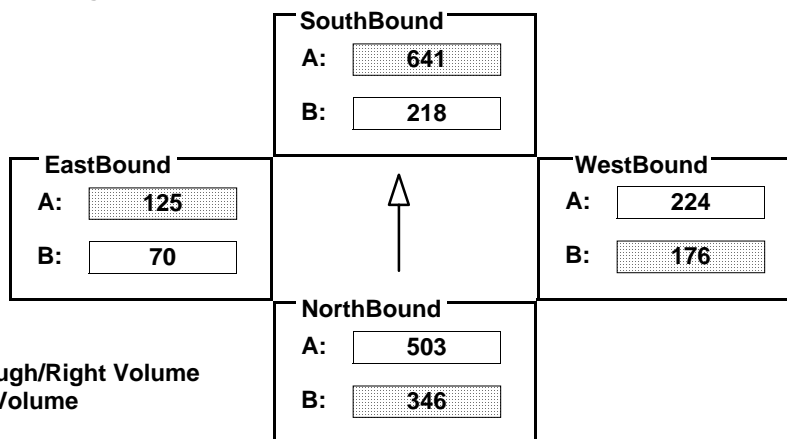 SouthBound
A: 641
B: 218
EastBound
A: 125
B: 70
WestBound
A: 224
B: 176
NorthBound
A: 503
B: 346
ugh/Right Volume
Volume